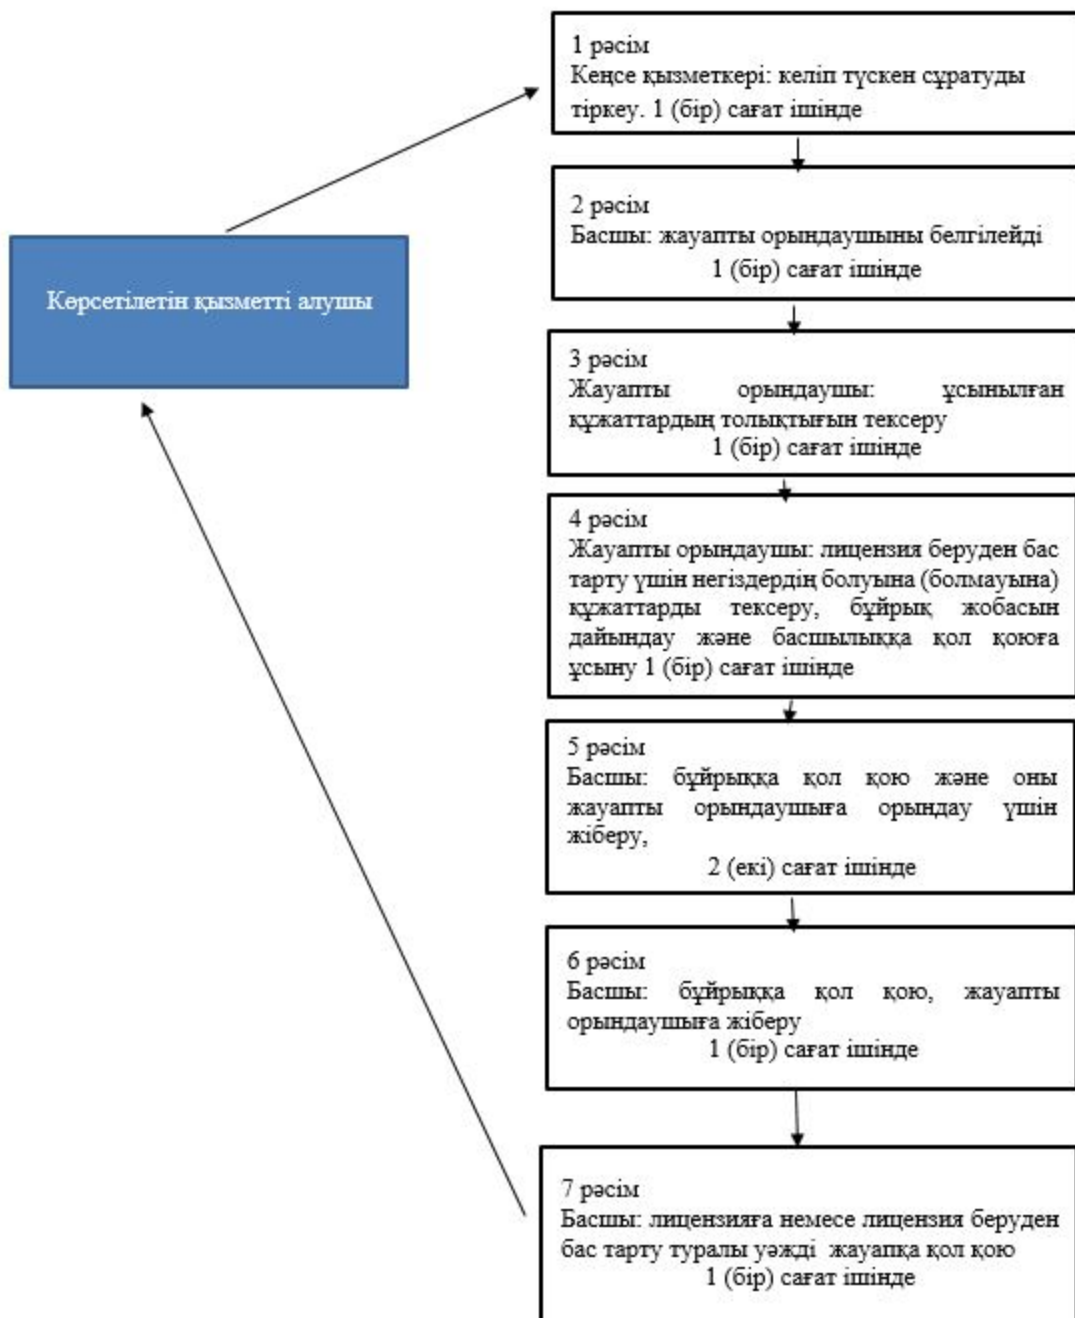 1 рәсім
Кеңсе қызметкері: келіп түскен сұратуды
тіркеу. 1 (бір) сағат ішінде
2 рәсім
Басшы: жауапты орындаушыны белгілейді
1 (бір) сағат ішінде
Көрсетілетін қызметті алушы
3 рәсім
Жауапты орындаушы: ұсынылған
құжаттардың толықтығын тексеру
1 (бір) сағат ішінде
4 рәсім
Жауапты орындаушы: лицензия беруден бас
тарту үшін негіздердің болуына (болмауына)
құжаттарды тексеру, бұйрық жобасын
дайындау және басшылыққа қол қоюға
ұсыну 1 (бір) сағат ішінде
5 рәсім
Басшы: бұйрыққа қол қою және оны
жауапты орындаушыға орындау үшін
жіберу,
2 (екі) сағат ішінде
6 рәсім
Басшы: бұйрыққа қол қою, жауапты
орындаушыға жіберу
1 (бір) сағат ішінде
7 рәсім
Басшы: лицензияға немесе лицензия беруден
бас тарту туралы уәжді жауапқа қол қою
1 (бір) сағат ішінде